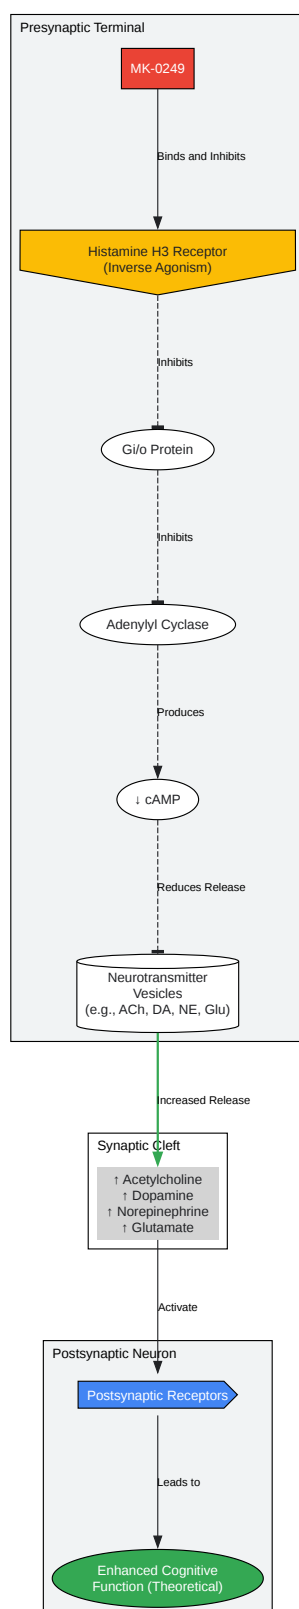 Presynaptic Terminal
MK-0249
Binds and Inhibits
Histamine H3 Receptor
(Inverse Agonism)
Inhibits
Gi/o Protein
Inhibits
Adenylyl Cyclase
Produces
↓ cAMP
Reduces Release
Neurotransmitter
Vesicles
(e.g., ACh, DA, NE, Glu)
Increased Release
Synaptic Cleft
↑ Acetylcholine
↑ Dopamine
↑ Norepinephrine
↑ Glutamate
Activate
Postsynaptic Neuron
Postsynaptic Receptors
Leads to
Enhanced Cognitive
Function (Theoretical)